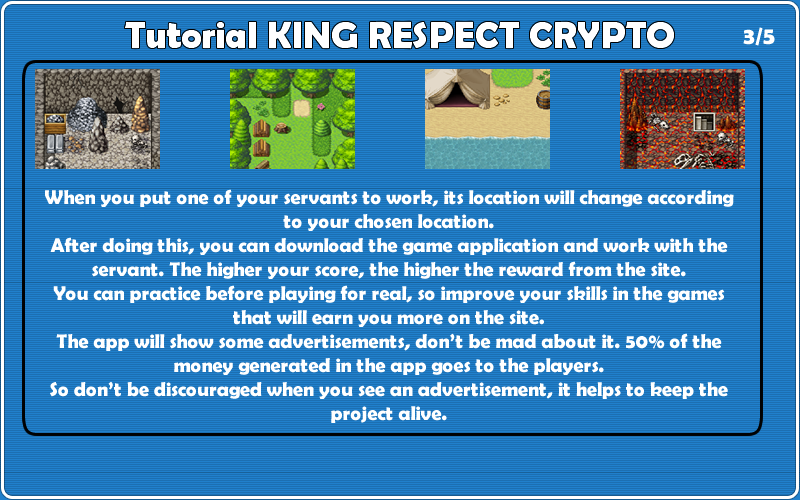 Tutorial KING RESPECT CRYPTO
3/5
When you put one of your servants to work, its location will change according
to your chosen location.
After doing this, you can download the game application and work with the
servant. The higher your score, the higher the reward from the site.
You can practice before playing for real, so improve your skills in the games
that will earn you more on the site.
The app will show some advertisements, don't be mad about it. 50% of the
money generated in the app goes to the players.
So don't be discouraged when you see an advertisement, it helps to keep the
project alive.